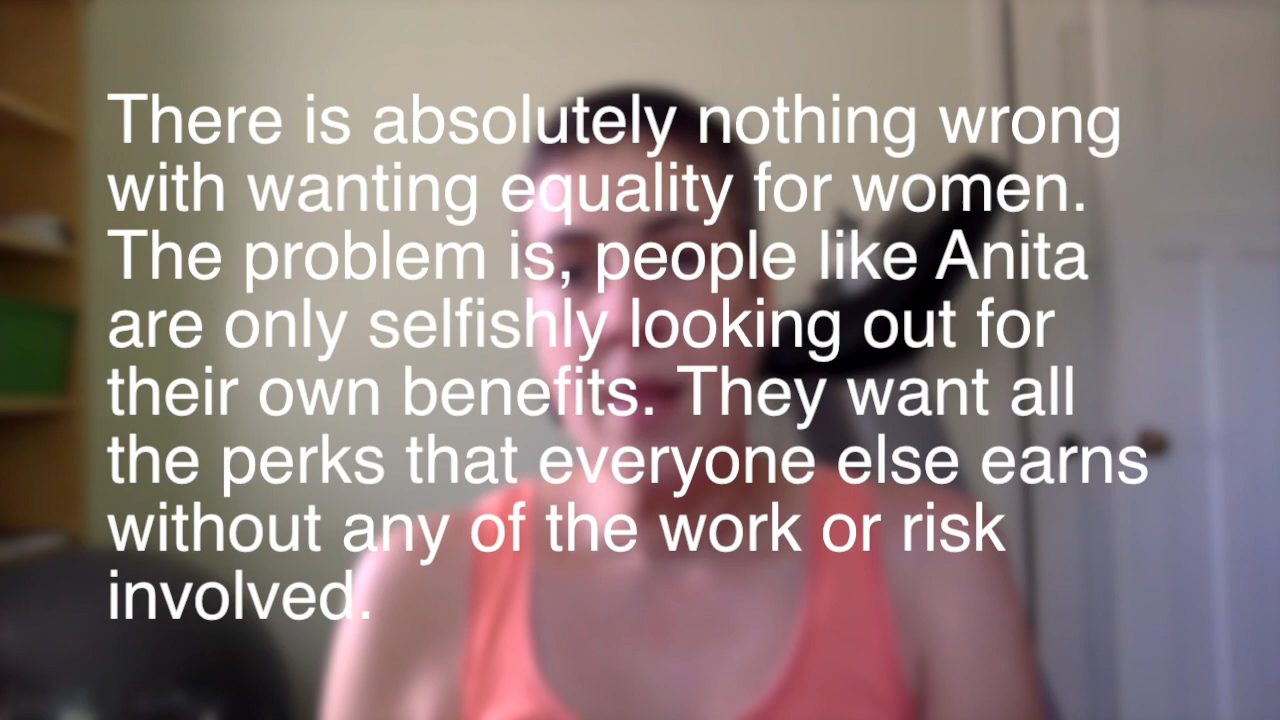 There is absolutely nothing wrong
with wanting equality for women.
The problem is, people like Anita
are only selfishly looking out for
their own benefits. They want all
the perks that everyone else earns
without any of the work or risk
involved.